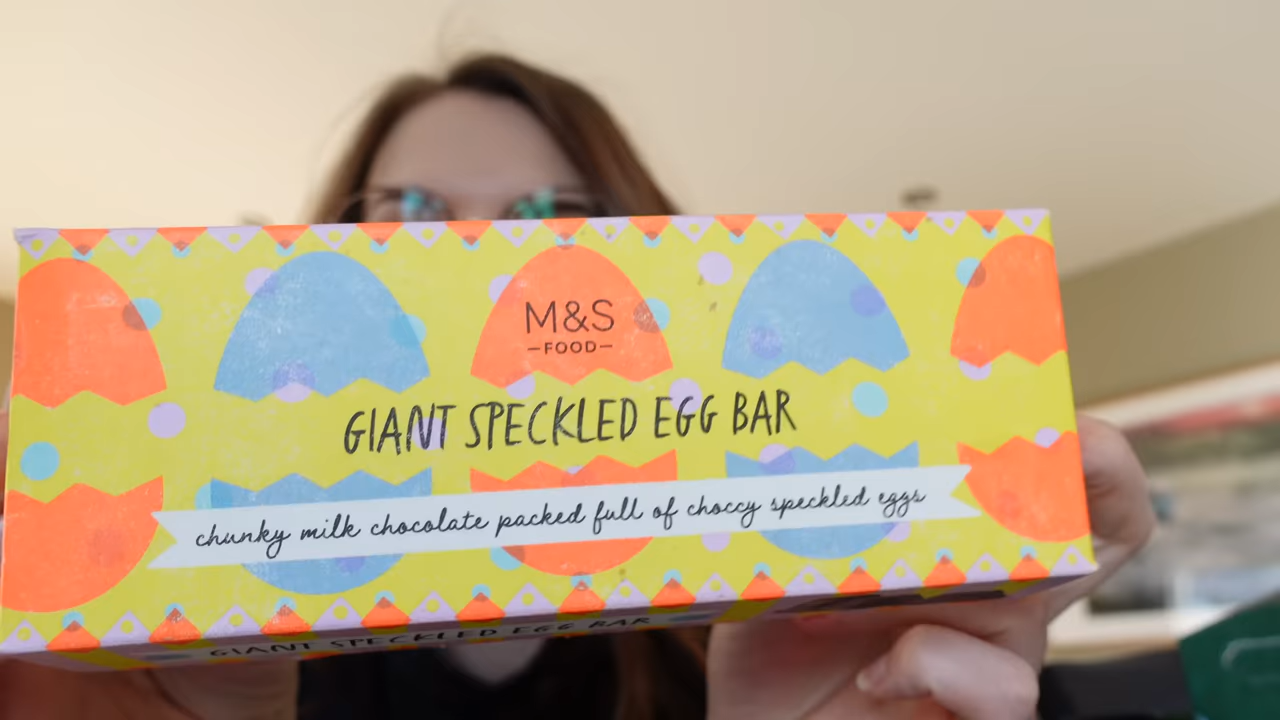 M&S
—FOOD—
GIANT SPECKLED EGG BAR
chunky milk chocolate packed full of choccy speckled eggs
GIANT SPECKLED EGG BAR